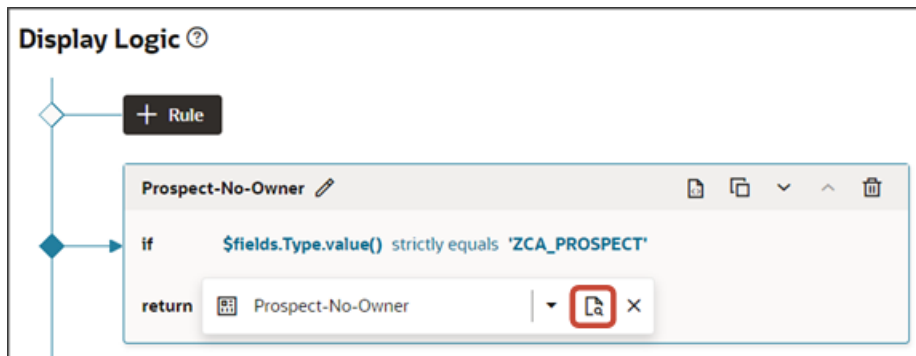 Display Logic
+ Rule
Prospect-No-Owner
if $fields.Type.value() strictly equals 'ZCA_PROSPECT'
return Prospect-No-Owner